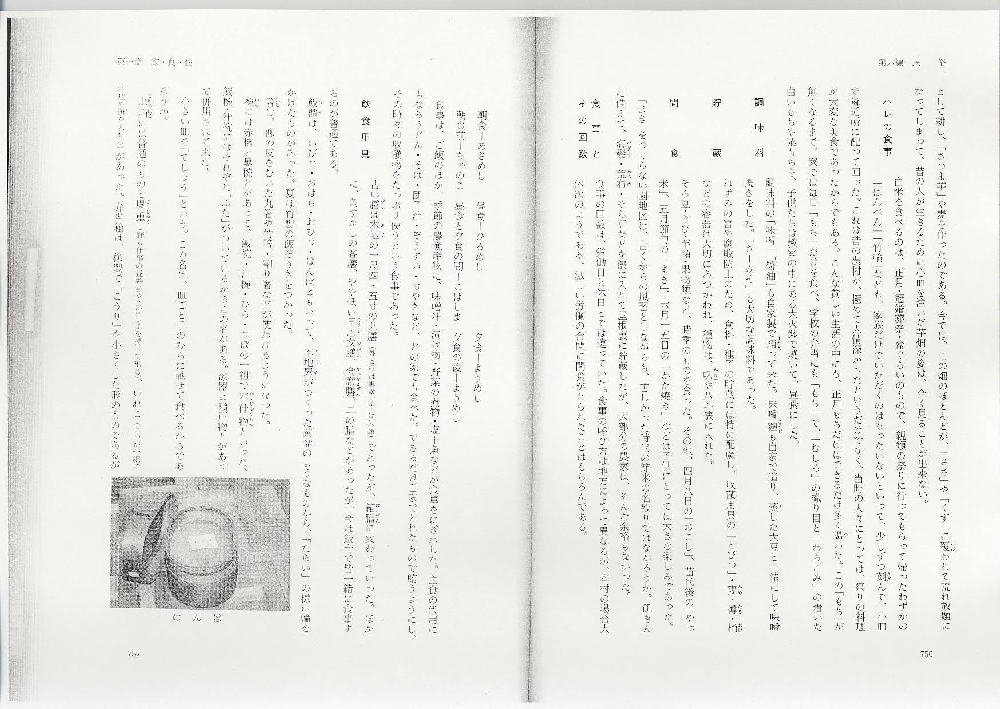 第六編　民　　俗
として耕し、「さつま芋」や麦を作ったのである。今では、この畑のほとんどが、「ささ」や「くず」に覆われて荒れ放題に
なってしまって、昔の人が生きるために心血を注いだ芋畑の姿は、全く見ることが出来ない。
ハレの食事
白米を食べるのは、正月・冠婚葬祭・盆ぐらいのもので、親類の祭りに行ってもらって帰ったわずかの
「はんぺん」「竹輪」なども、家族だけでいただくのはもったいないといって、少しずつ刻んで、小皿
で隣近所に配って回った。これは昔の農村が、極めて人情深かったというだけでなく、当時の人々にとっては、祭りの料理
が大変な美食であったからでもある。こんな貧しい生活の中にも、正月もちだけはできるだけ多く搗いた。この「もち」が
無くなるまで、家では毎日「もち」だけを食べ、学校の弁当にも「もち」で、「むしろ」の織り目と「わらごみ」の着いた
白いもちや粟もちを、子供たちは教室の中にある大火鉢で焼いて、昼食にした。
調味料
調味料の「味噌」「醬油」も自家製で賄って来た。味噌麴も自家で造り、蒸した大豆と一緒にして味噌
搗きをした。「さーみそ」も大切な調味料であった。
貯蔵
ねずみの害や腐敗防止のため、食料・種子の貯蔵には特に配慮し、収蔵用具の「とびつ」・甕・樽・桶
などの容器は大切にあつかわれ、種物は、叺や八斗俵に入れた。
間食
そら豆・きび・芋類・果物類など、時季のものを食った。その他、四月八日の「おこし」、苗代後の「やっ
米」、五月節句の「まき」、六月十五日の「かた焼き」などは子供にとっては大きな楽しみであった。
「まき」をつくらない園地区は、古くからの風習としながらも、苦しかった時代の節米の名残りではなかろうか。飢きん
に備えて、海髪・荒布・そら豆などを俵に入れて屋根裏に貯蔵したが、大部分の農家は、そんな余裕もなかった。
食事と
その回数
食事の回数は、労働日と休日とでは違っていた。食事の呼び方は地方によって異なるが、本村の場合大
体次のようである。激しい労働の合間に間食がとられたことはもちろんである。
756
第一章　衣・食・住
朝食―あさめし　昼食―ひるめし　夕食―ようめし
朝食前―ちゃのこ　昼食と夕食の間―こばしま　夕食の後―ようめし
食事は、ご飯のほか、季節の農漁産物に、味噌汁・漬け物・野菜の煮物・塩干魚などが食卓をにぎわした。主食の代用に
もなるうどん・そば・団子汁・ぞうすい・おやきなど、どの家でも食べた。できるだけ自家でとれたもので賄うようにし、
その時々の収穫物をたっぷり使うという食事であった。
飲食用具
古い膳は木地の一尺四・五寸の丸膳（外と縁は黒塗り中は朱塗）であったが、箱膳に変わっていった。ほか
に、角すかしの客膳、やや低い早乙女膳、会席膳、二の膳などがあったが、今は飯台で皆一緒に食事す
るのが普通である。
飯櫃は、いびつ・おはち・おひつ・はんぽともいって、木地屋がつくった茶盆のようなものから、「たらい」の様に輪を
かけたものがあった。夏は竹製の飯ぞうきをつかった。
箸は、柳の皮をむいた丸箸や竹箸・割り箸などが使われるようになった。
椀には赤椀と黒椀とがあって、飯椀・汁椀・ひら・つぼの一組で六什物といった。
飯椀・汁椀にはそれぞれ「ふた」がついているからこの名がある。漆器と瀬戸物とがあっ
て併用されて来た。
小さい皿を「てしょう」という。この名は、皿ごと手のひらに載せて食べるからであ
ろうか。
重箱には普通のものと堤重（野ら仕事の昼弁当やこばしまを持って出る）、いれこ（七つが一組で
料理や餅を入れる）があった。弁当箱は、柳製で「こうり」を小さくした形のものであるが
はんぽ
757